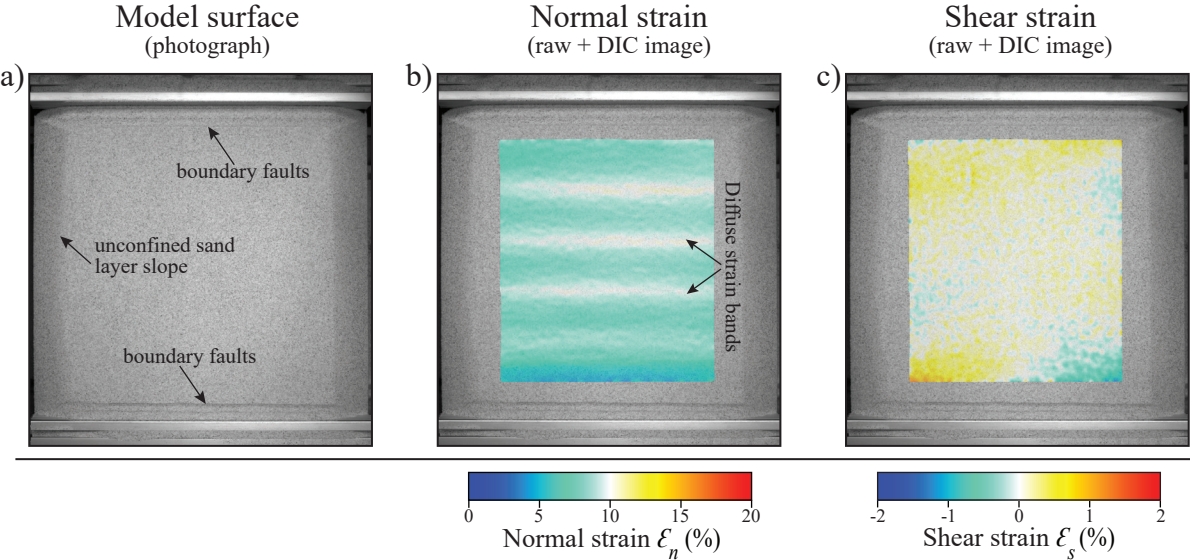 Model surface
(photograph)
Normal strain
(raw + DIC image)
Shear strain
(raw + DIC image)
a)
boundary faults
unconfined sand
layer slope
boundary faults
b)
Diffuse strain bands
c)
0 5 10 15 20
Normal strain Ɛn (%)
-2 -1 0 1 2
Shear strain Ɛs (%)